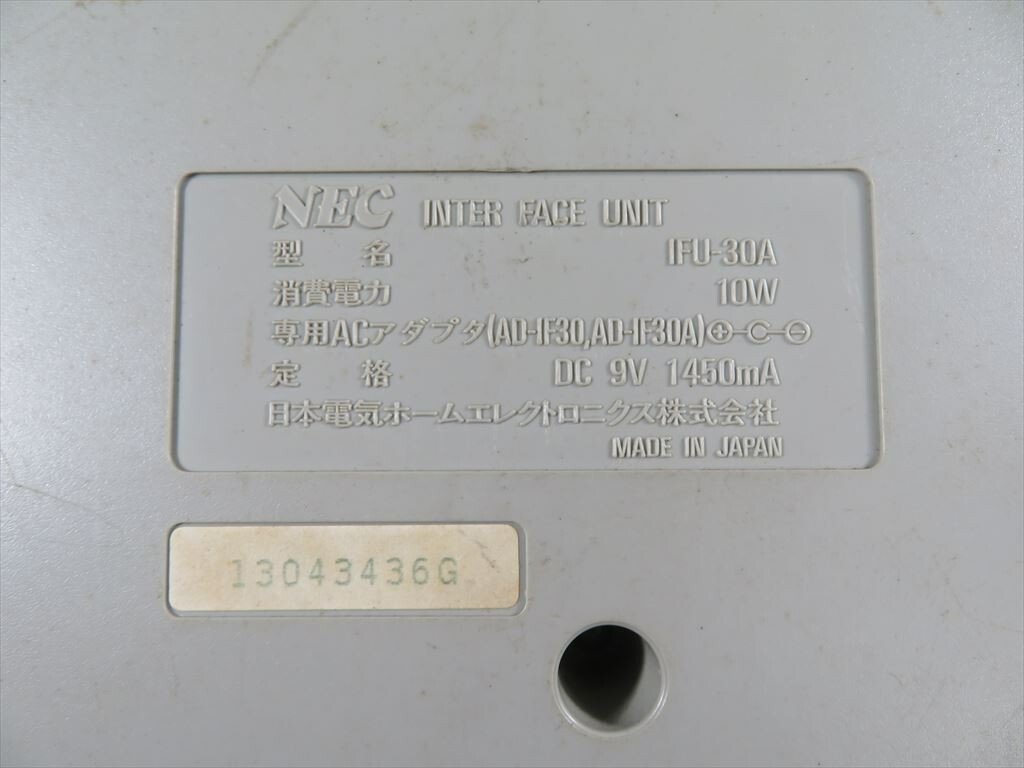 NEC INTER FACE UNIT
型名 IFU-30A
消費電力 10W
専用ACアダプタ(AD-IF30,AD-IF30A)⊕-C-⊖
定格 DC 9V 1450mA
日本電気ホームエレクトロニクス株式会社
MADE IN JAPAN
13043436G